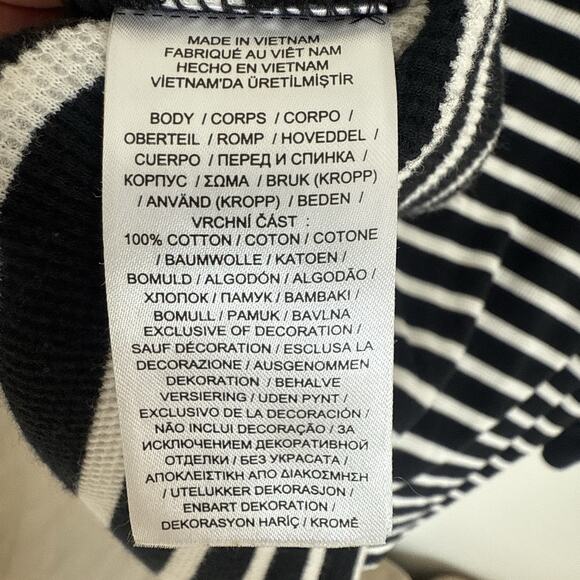 MADE IN VIETNAM
FABRIQUÉ AU VIÊT NAM
HECHO EN VIETNAM
VİETNAM'DA ÜRETİLMİŞTİR
BODY / CORPS / CORPO /
OBERTEIL / ROMP / HOVEDDEL /
CUERPO / ПЕРЕД И СПИНКА /
КОРПУС / ΣΩΜΑ / BRUK (KROPP)
/ ANVÄND (KROPP) / BEDEN /
VRCHNÍ ČÁST :
100% COTTON / COTON / COTONE
/ BAUMWOLLE / KATOEN /
BOMULD / ALGODÓN / ALGODÃO /
ХЛОПОК / ПАМУК / ΒΑΜΒΑΚΙ /
BOMULL / PAMUK / BAVLNA
EXCLUSIVE OF DECORATION /
SAUF DÉCORATION / ESCLUSA LA
DECORAZIONE / AUSGENOMMEN
DEKORATION / BEHALVE
VERSIERING / UDEN PYNT /
EXCLUSIVO DE LA DECORACIÓN /
NÃO INCLUI DECORAÇÃO / ЗА
ИСКЛЮЧЕНИЕМ ДЕКОРАТИВНОЙ
ОТДЕЛКИ / БЕЗ УКРАСАТА /
ΑΠΟΚΛΕΙΣΤΙΚΗ ΑΠΟ ΔΙΑΚΟΣΜΗΣΗ
/ UTELUKKER DEKORASJON /
ENBART DEKORATION /
DEKORASYON HARİÇ / KROMĚ